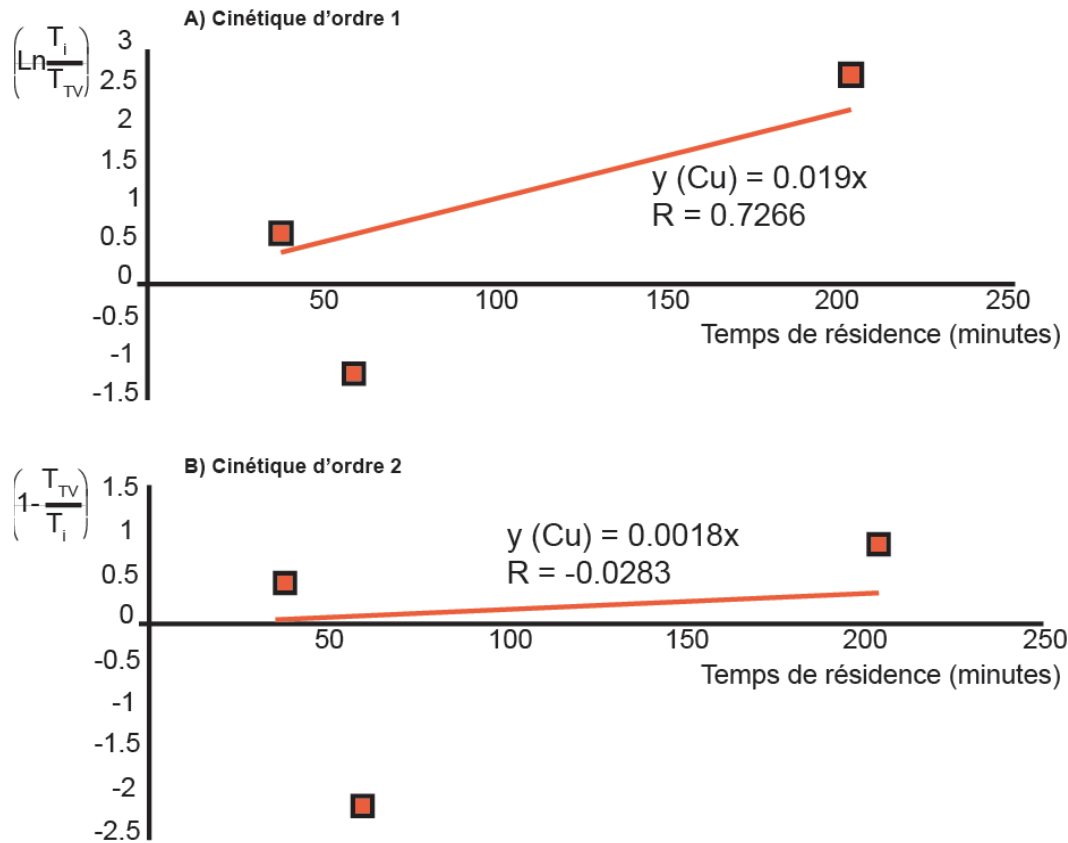 A) Cinétique d'ordre 1
(Ln Ti/TTV)
3
2.5
2
1.5
1
0.5
0
-0.5
-1
-1.5
y (Cu) = 0.019x
R = 0.7266
50 100 150 200 250
Temps de résidence (minutes)
B) Cinétique d'ordre 2
(1- TTV/Ti)
1.5
1
0.5
0
-0.5
-1
-1.5
-2
-2.5
y (Cu) = 0.0018x
R = -0.0283
50 100 150 200 250
Temps de résidence (minutes)